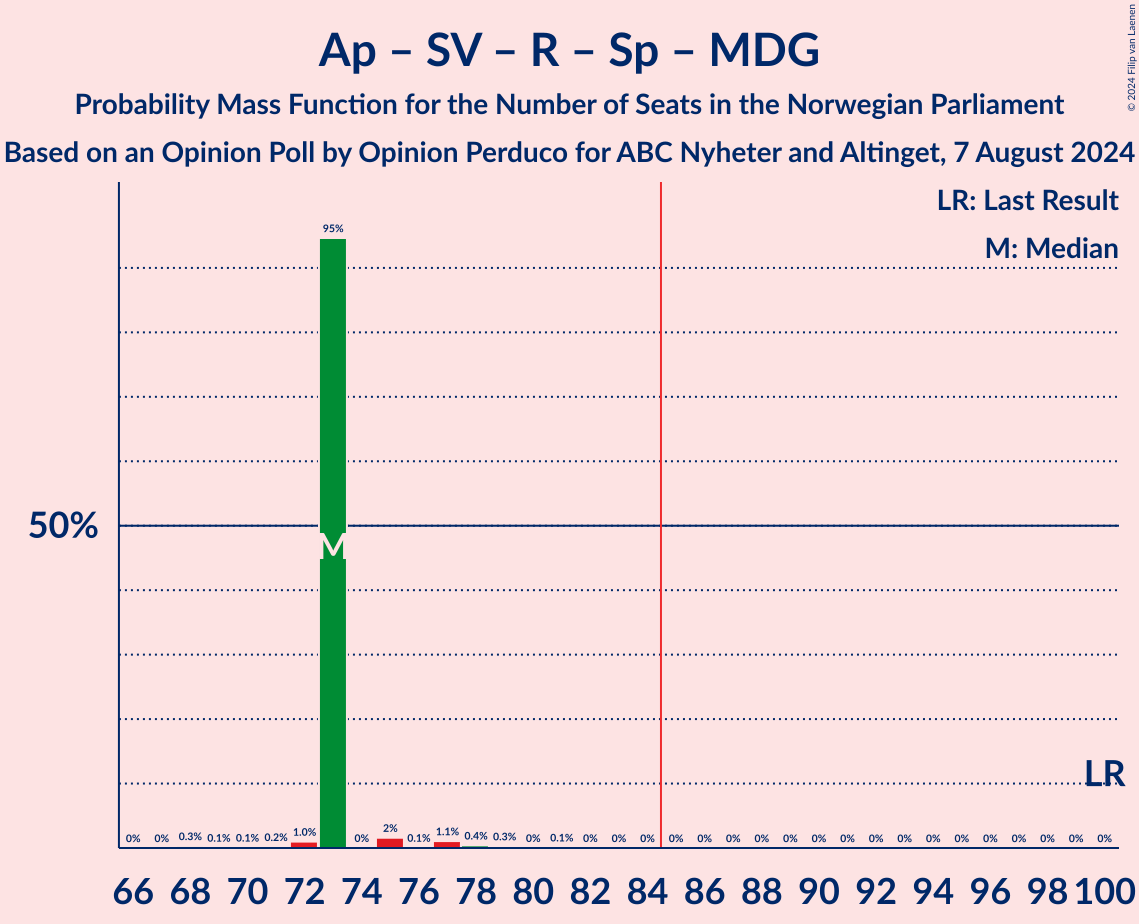 Ap – SV – R – Sp – MDG
Probability Mass Function for the Number of Seats in the Norwegian Parliament
Based on an Opinion Poll by Opinion Perduco for ABC Nyheter and Altinget, 7 August 2024
© 2024 Filip van Laenen
LR: Last Result
M: Median
95%
50%
M
LR
0% 0% 0.3% 0.1% 0.1% 0.2% 1.0% 0% 2% 0.1% 1.1% 0.4% 0.3% 0% 0.1% 0% 0% 0% 0% 0% 0% 0% 0% 0% 0% 0% 0% 0% 0% 0% 0% 0% 0% 0%
66 68 70 72 74 76 78 80 82 84 86 88 90 92 94 96 98 100